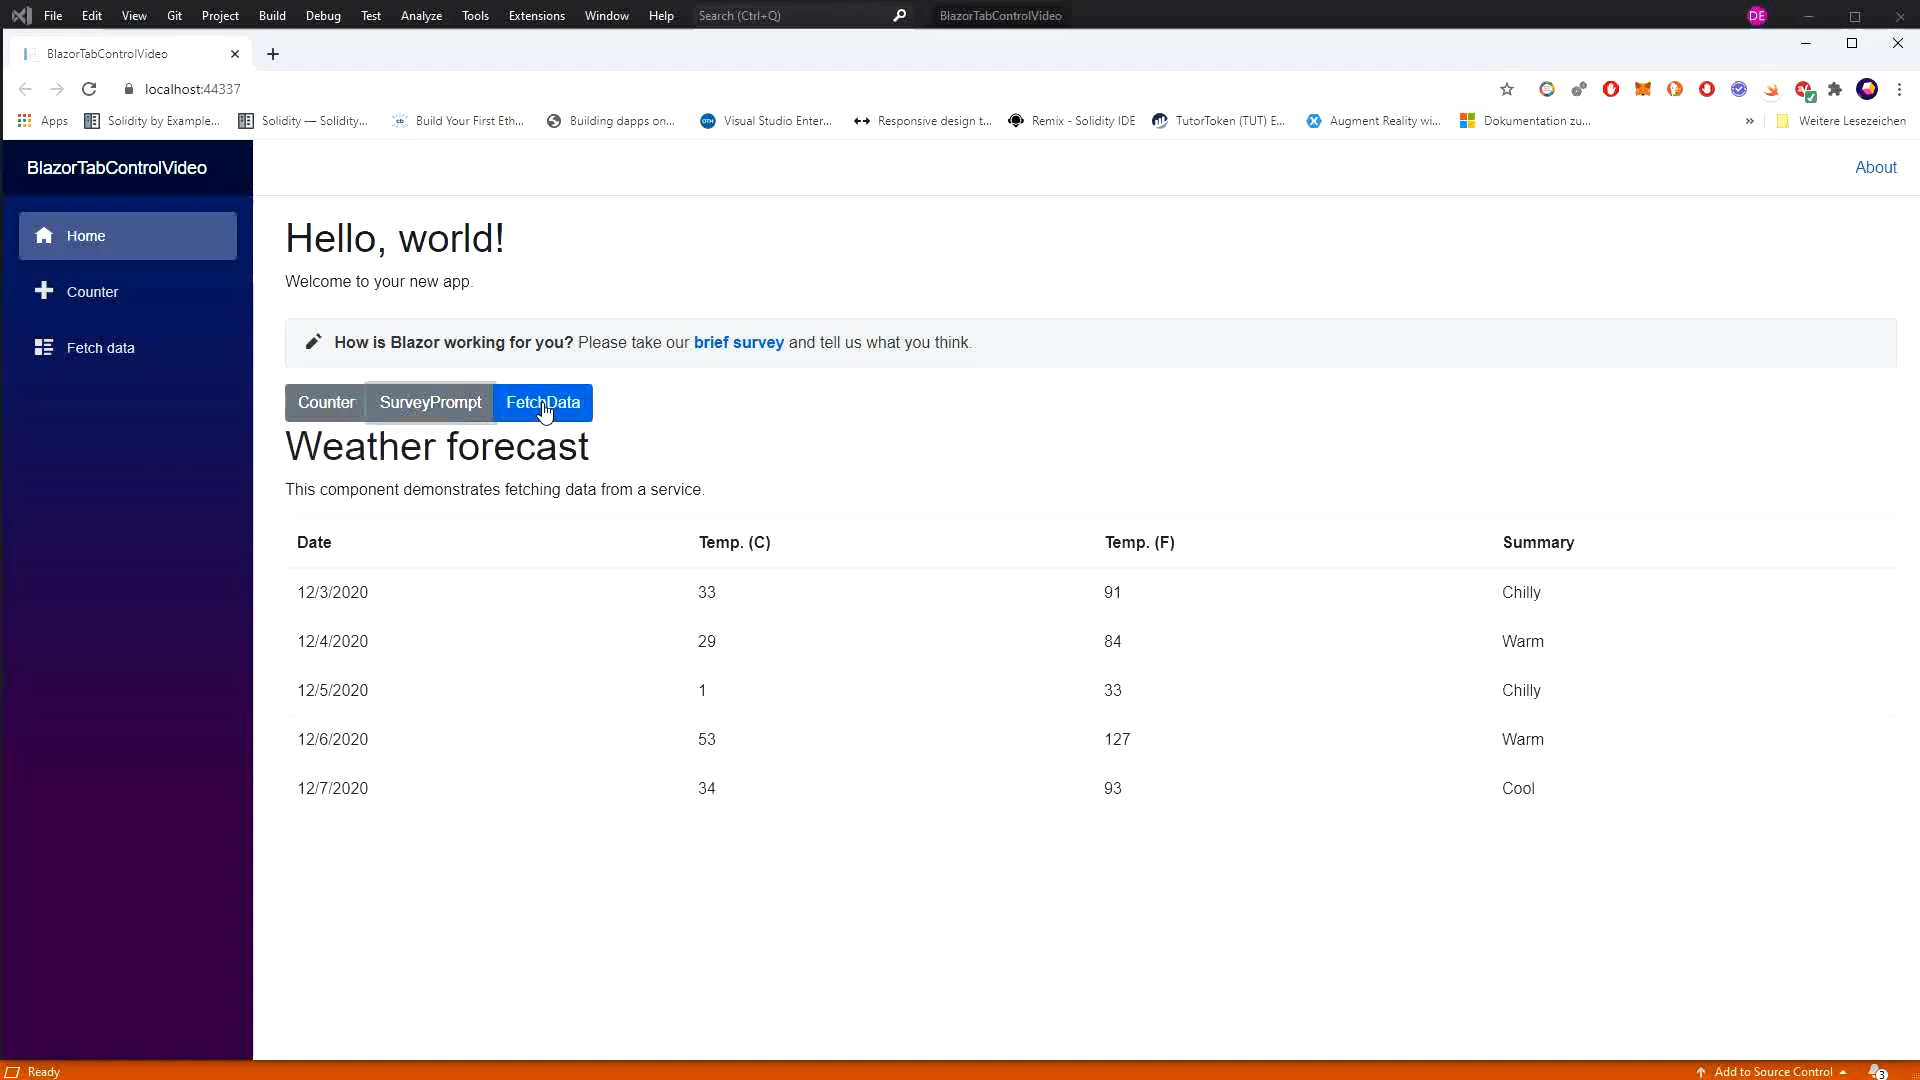 File Edit View Git Project Build Debug Test Analyze Tools Extensions Window Help Search (Ctrl+Q) BlazorTabControlVideo DE
BlazorTabControlVideo
localhost:44337
Apps Solidity by Example... Solidity — Solidity... Build Your First Eth... Building dapps on... Visual Studio Enter... Responsive design t... Remix - Solidity IDE TutorToken (TUT) E... Augment Reality wi... Dokumentation zu... » Weitere Lesezeichen
BlazorTabControlVideo
About
Home
Counter
Fetch data
Hello, world!
Welcome to your new app.
How is Blazor working for you? Please take our brief survey and tell us what you think.
Counter SurveyPrompt FetchData
Weather forecast
This component demonstrates fetching data from a service.
Date Temp. (C) Temp. (F) Summary
12/3/2020 33 91 Chilly
12/4/2020 29 84 Warm
12/5/2020 1 33 Chilly
12/6/2020 53 127 Warm
12/7/2020 34 93 Cool
Ready Add to Source Control 3